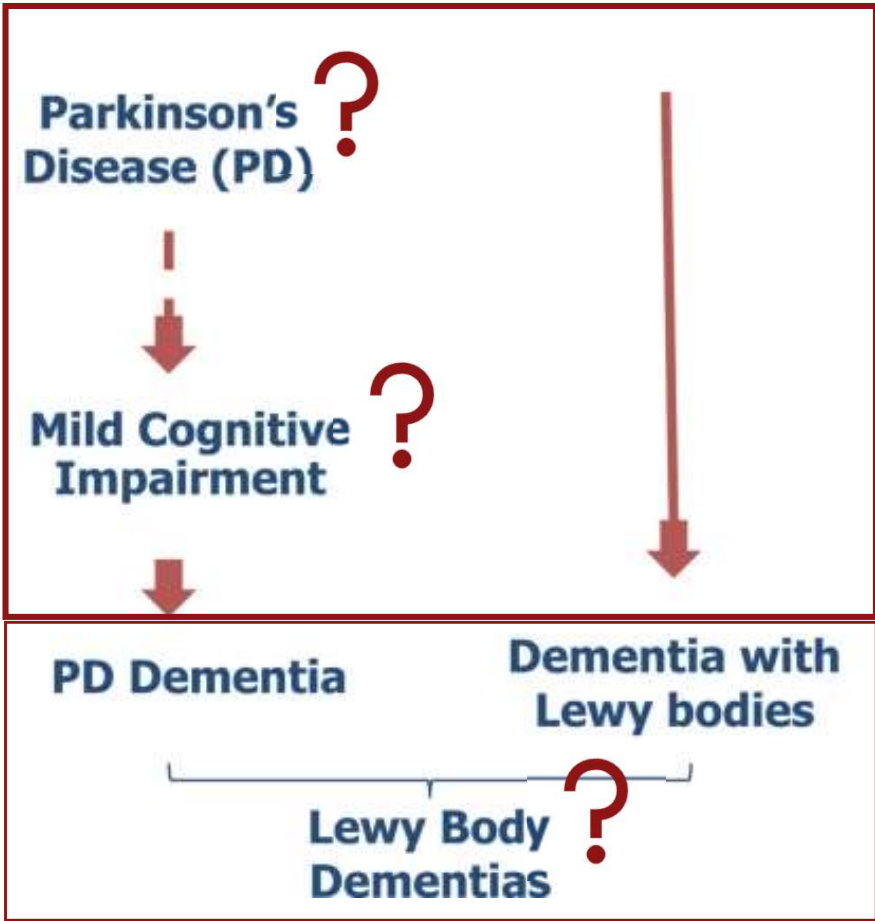 Parkinson's
Disease (PD)
?
Mild Cognitive
Impairment
?
PD Dementia
Dementia with
Lewy bodies
Lewy Body
Dementias
?